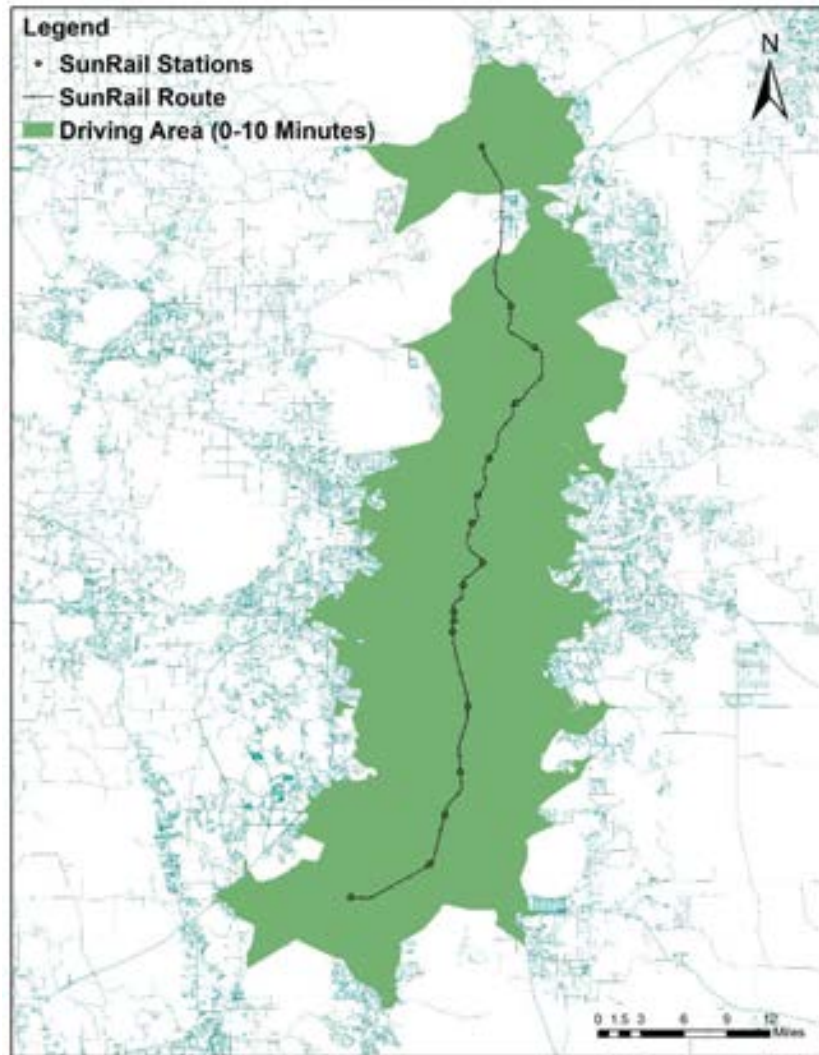 Legend
SunRail Stations
SunRail Route
Driving Area (0-10 Minutes)
N
0 1.5 3 6 9 12
Miles